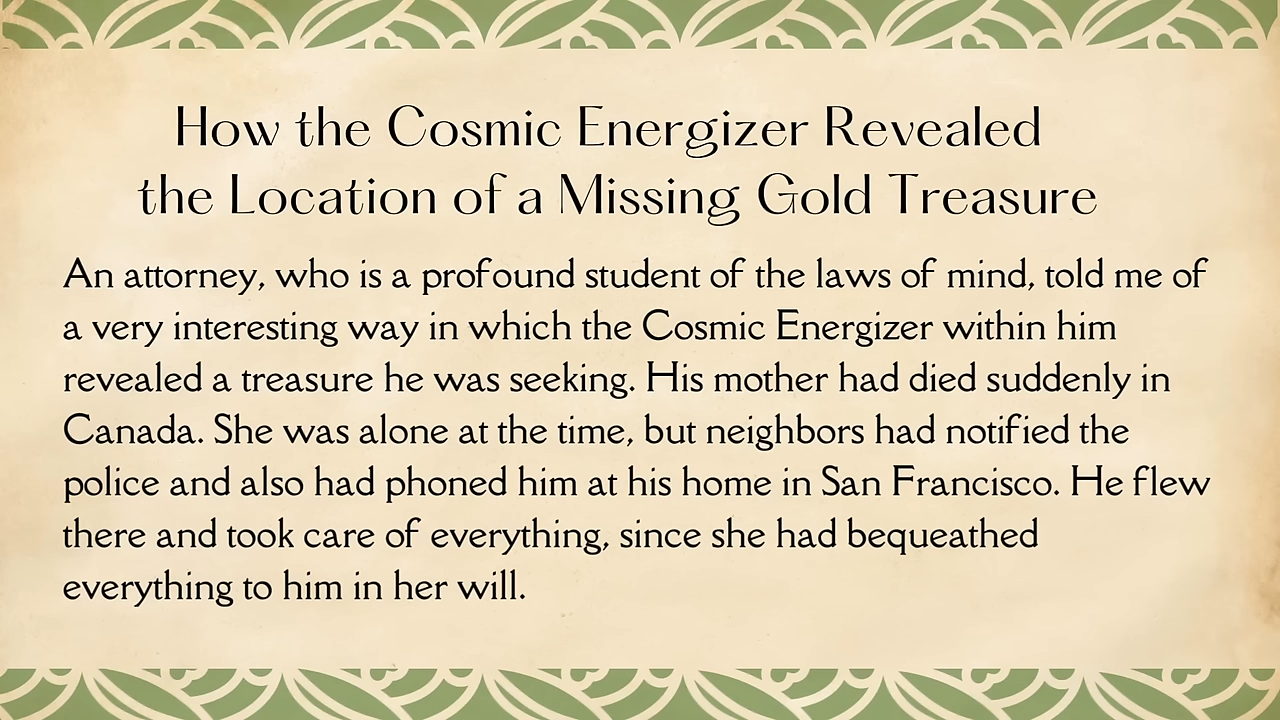 How the Cosmic Energizer Revealed
the Location of a Missing Gold Treasure
An attorney, who is a profound student of the laws of mind, told me of
a very interesting way in which the Cosmic Energizer within him
revealed a treasure he was seeking. His mother had died suddenly in
Canada. She was alone at the time, but neighbors had notified the
police and also had phoned him at his home in San Francisco. He flew
there and took care of everything, since she had bequeathed
everything to him in her will.